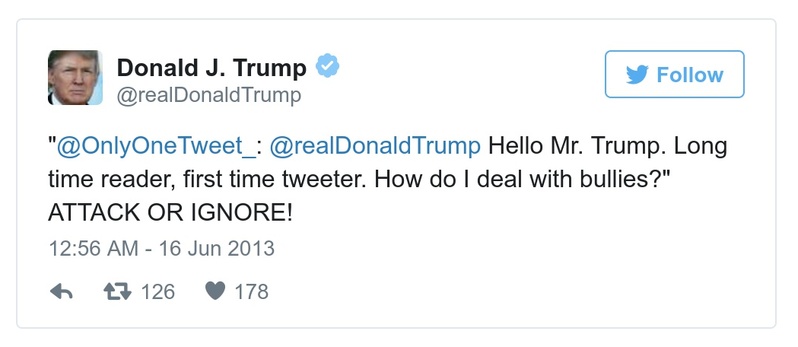 Donald J. Trump
@realDonaldTrump
Follow
"@OnlyOneTweet_: @realDonaldTrump Hello Mr. Trump. Long
time reader, first time tweeter. How do I deal with bullies?"
ATTACK OR IGNORE!
12:56 AM - 16 Jun 2013
126 178